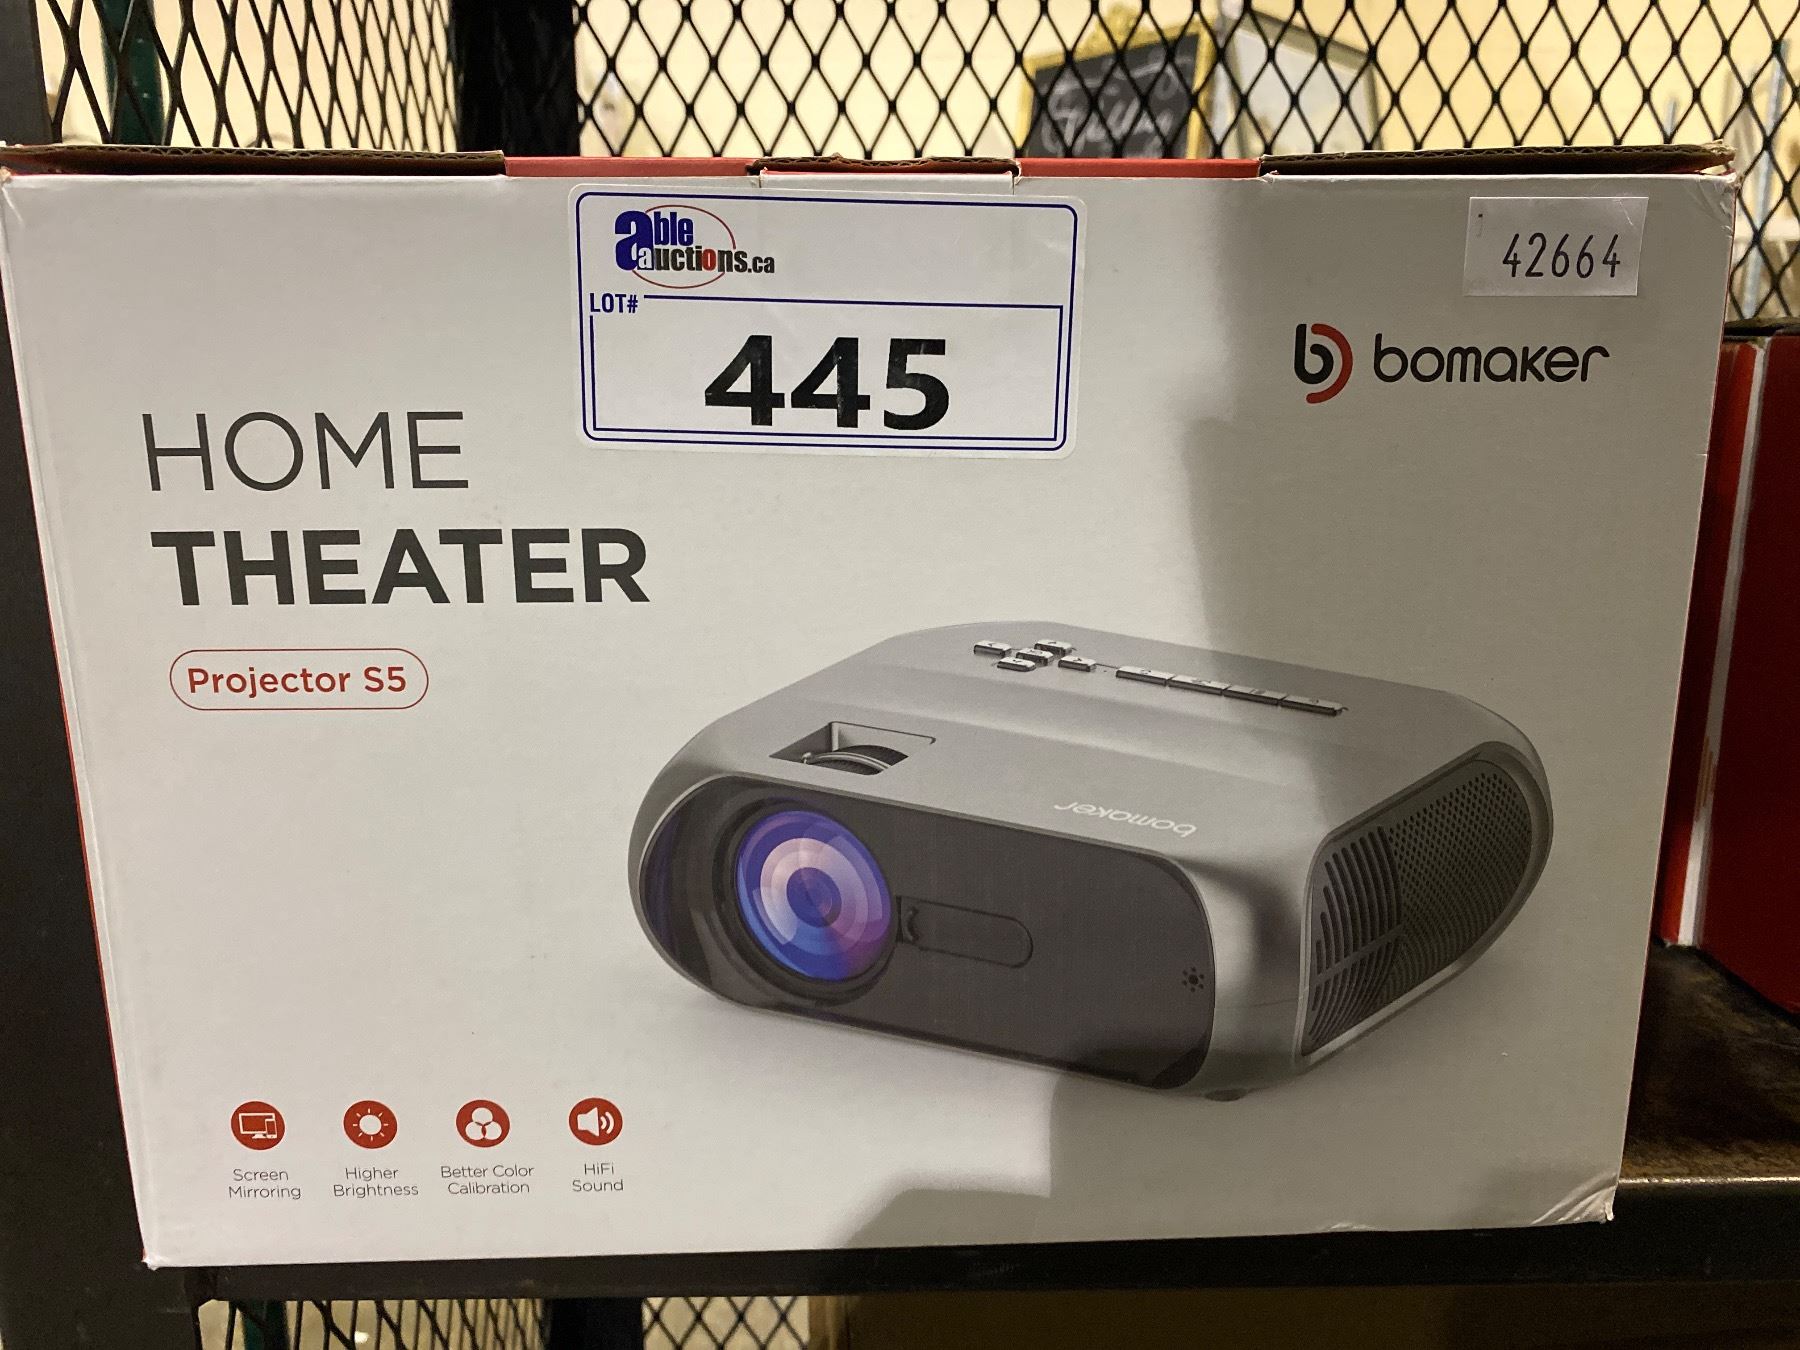 able
auctions.ca
LOT#
445
42664
bomaker
HOME
THEATER
Projector S5
bomaker
Screen
Mirroring
Higher
Brightness
Better Color
Calibration
HiFi
Sound